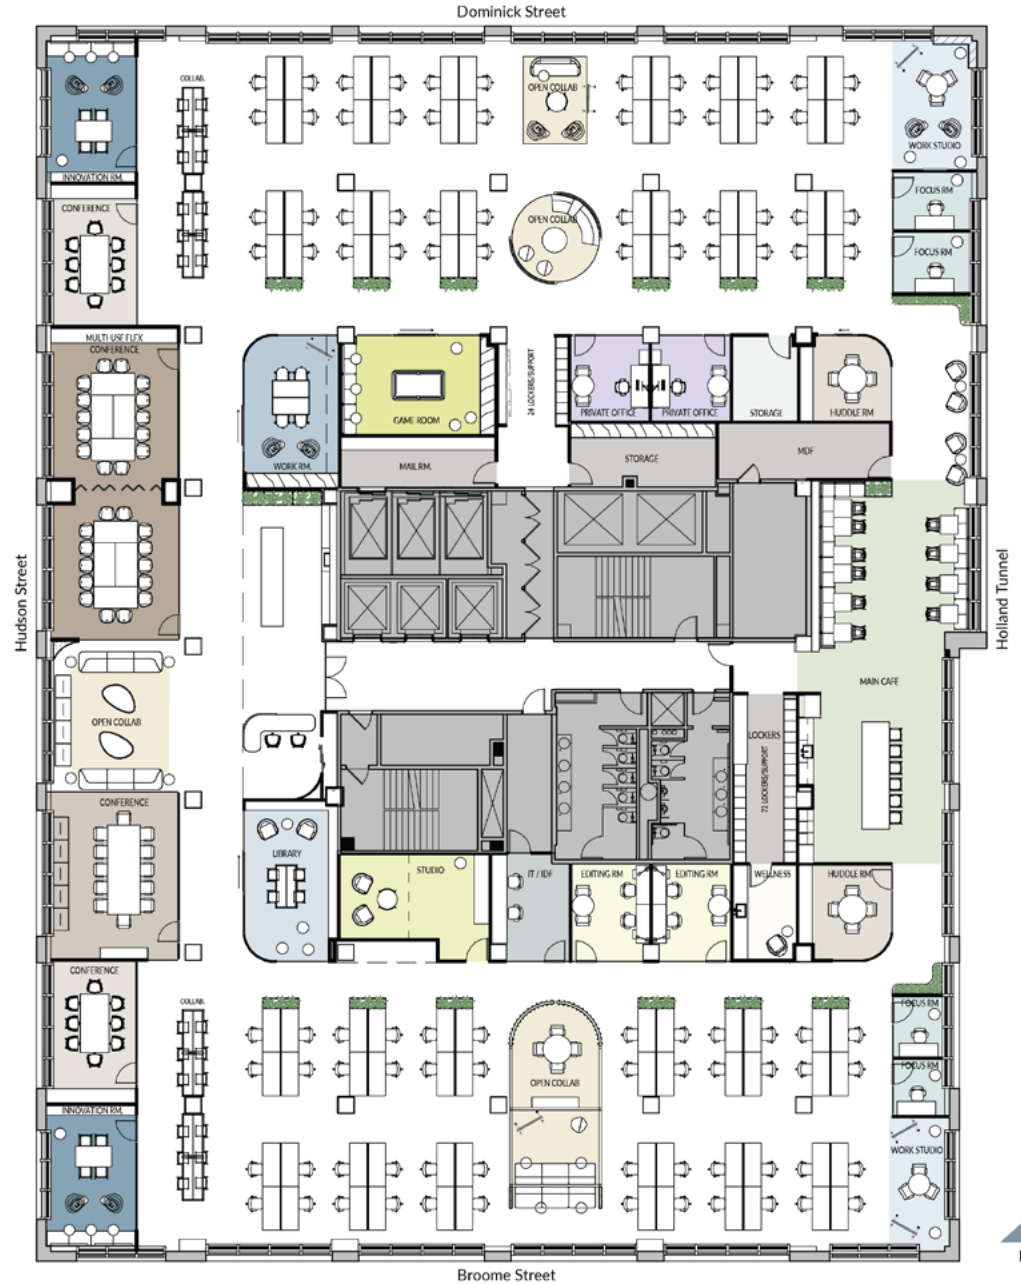 Dominick Street
COLLAB.
OPEN COLLAB
WORK STUDIO
INNOVATION RM.
FOCUS RM
CONFERENCE
OPEN COLLAB
FOCUS RM
MULTI-USE FLEX
CONFERENCE
24 LOCKERS/SUPPORT
GAME ROOM
PRIVATE OFFICE
PRIVATE OFFICE
STORAGE
HUDDLE RM
WORK RM.
MAIL RM.
STORAGE
MDF
Hudson Street
Holland Tunnel
MAIN CAFE
OPEN COLLAB
LOCKERS
72 LOCKERS/SUPPORT
CONFERENCE
LIBRARY
STUDIO
IT / IDF
EDITING RM
EDITING RM
WELLNESS
HUDDLE RM
CONFERENCE
COLLAB.
FOCUS RM
FOCUS RM
OPEN COLLAB
INNOVATION RM.
WORK STUDIO
Broome Street